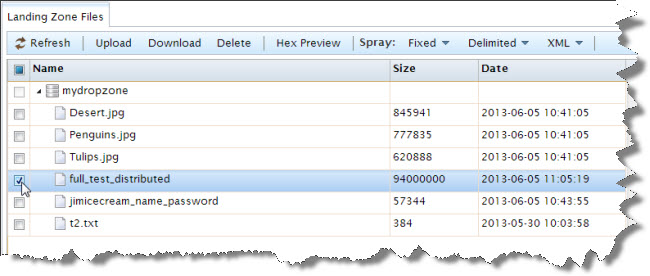 Landing Zone Files
Refresh Upload Download Delete Hex Preview Spray: Fixed Delimited XML
Name Size Date
mydropzone
Desert.jpg 845941 2013-06-05 10:41:05
Penguins.jpg 777835 2013-06-05 10:41:05
Tulips.jpg 620888 2013-06-05 10:41:05
full_test_distributed 94000000 2013-06-05 11:05:19
jimicecream_name_password 57344 2013-06-05 10:43:55
t2.txt 384 2013-05-30 10:03:58